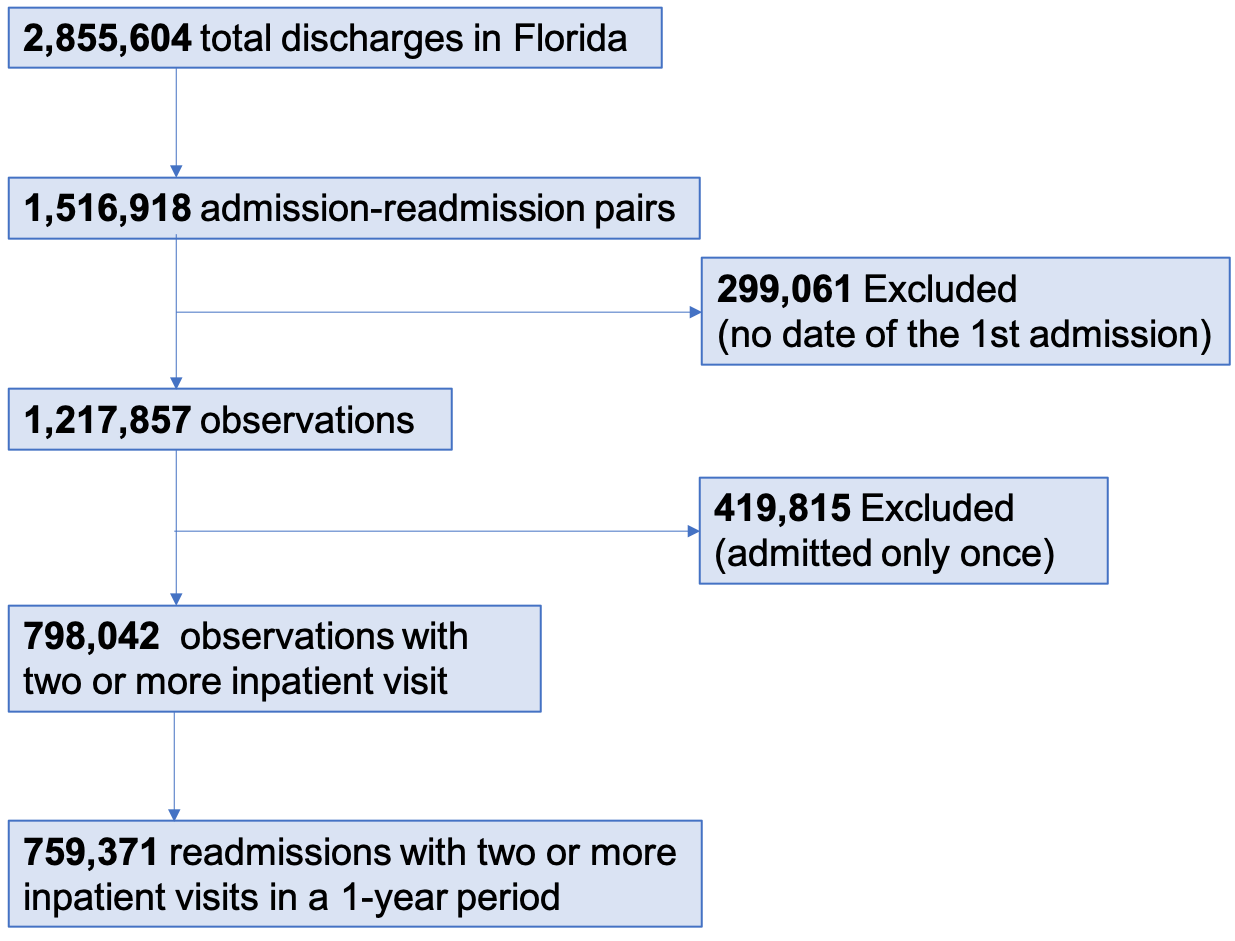 2,855,604 total discharges in Florida
1,516,918 admission-readmission pairs
299,061 Excluded
(no date of the 1st admission)
1,217,857 observations
419,815 Excluded
(admitted only once)
798,042  observations with
two or more inpatient visit
759,371 readmissions with two or more
inpatient visits in a 1-year period